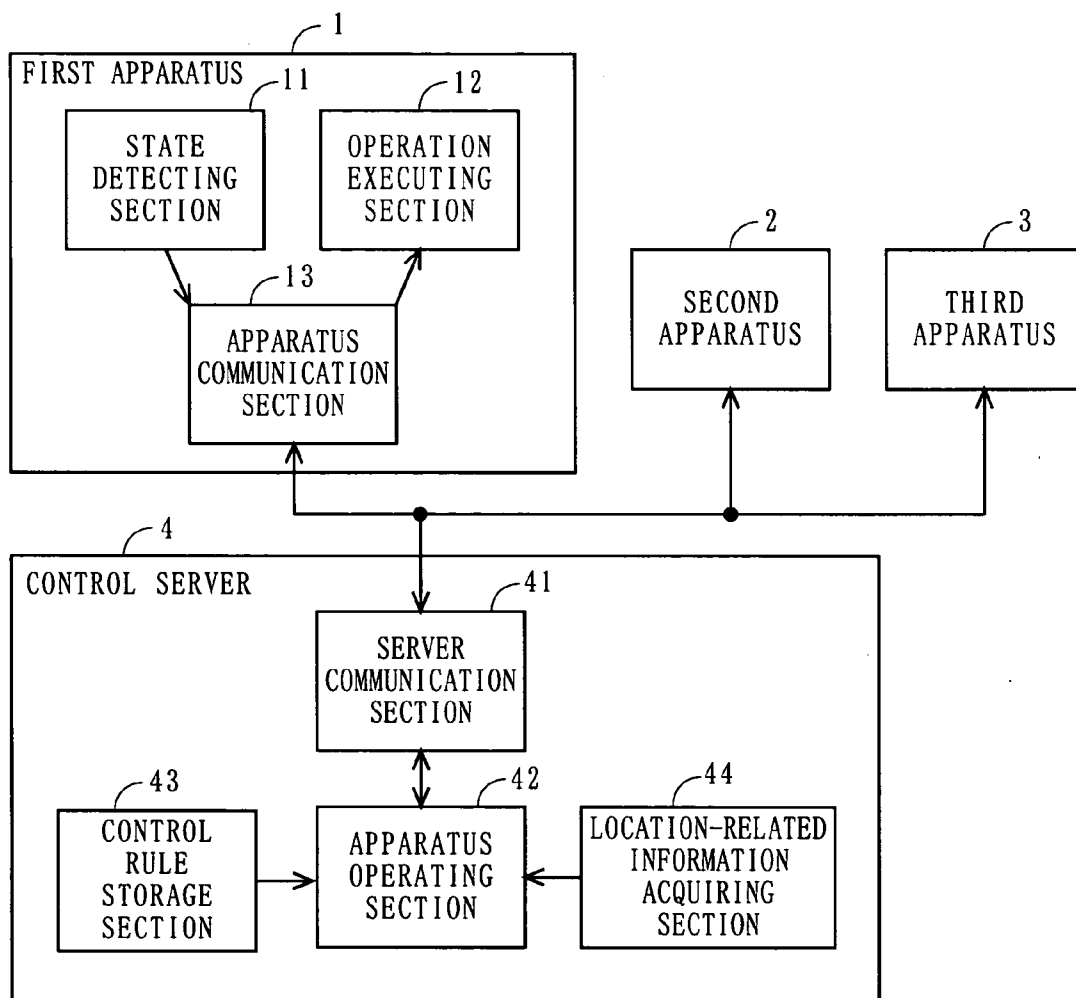 1
FIRST APPARATUS
11
12
STATE
DETECTING
SECTION
OPERATION
EXECUTING
SECTION
13
APPARATUS
COMMUNICATION
SECTION
2
3
SECOND
APPARATUS
THIRD
APPARATUS
4
CONTROL SERVER
41
SERVER
COMMUNICATION
SECTION
43
42
44
CONTROL
RULE
STORAGE
SECTION
APPARATUS
OPERATING
SECTION
LOCATION-RELATED
INFORMATION
ACQUIRING
SECTION